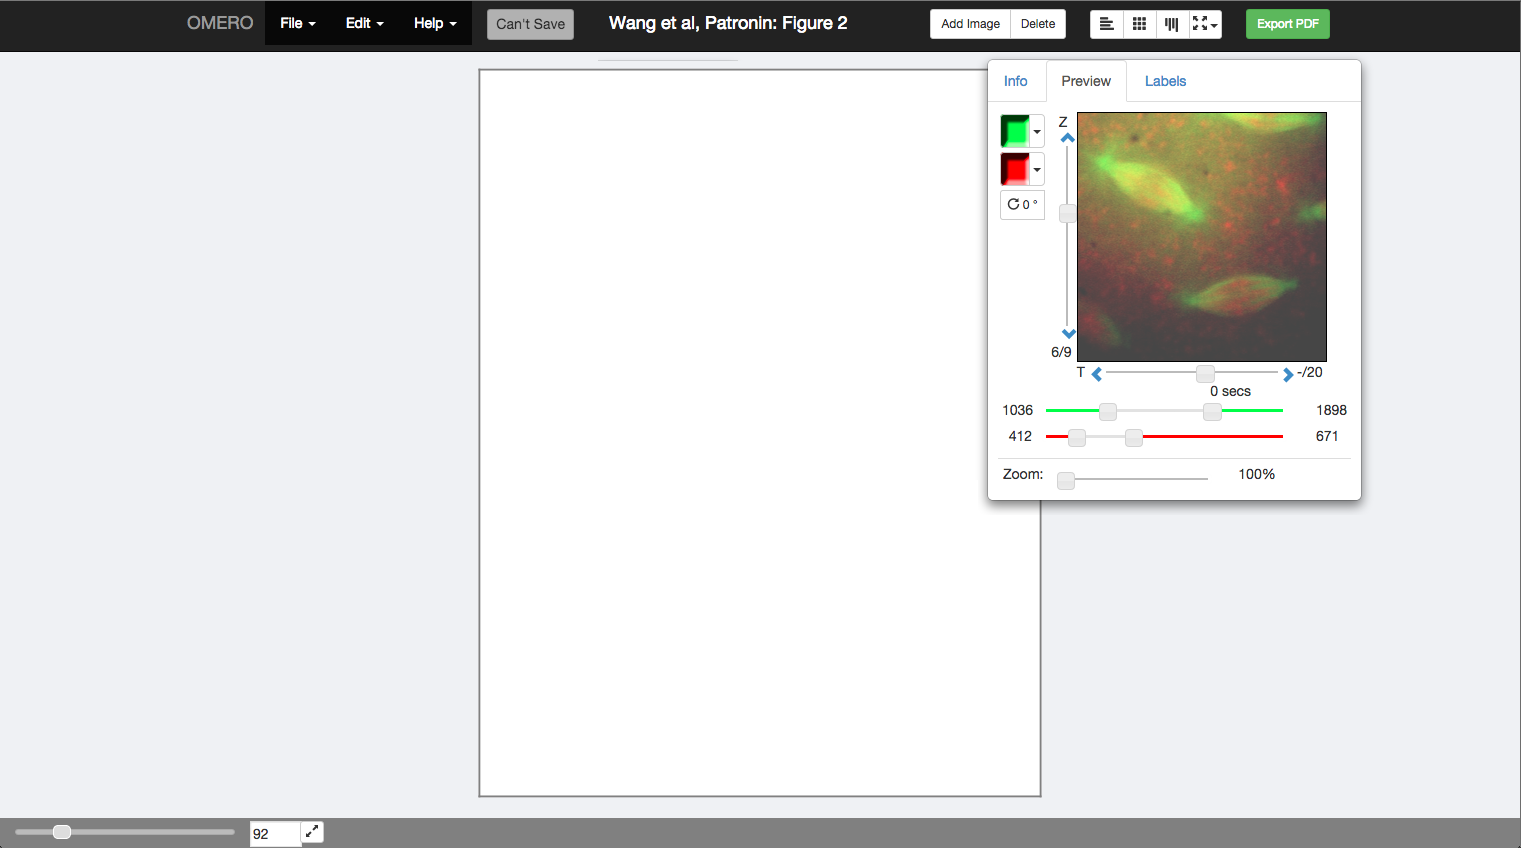 OMERO File Edit Help Can't Save Wang et al, Patronin: Figure 2 Add Image Delete Export PDF
Info Preview Labels
Z
0 °
6/9
T -/20
0 secs
1036 1898
412 671
Zoom: 100%
92